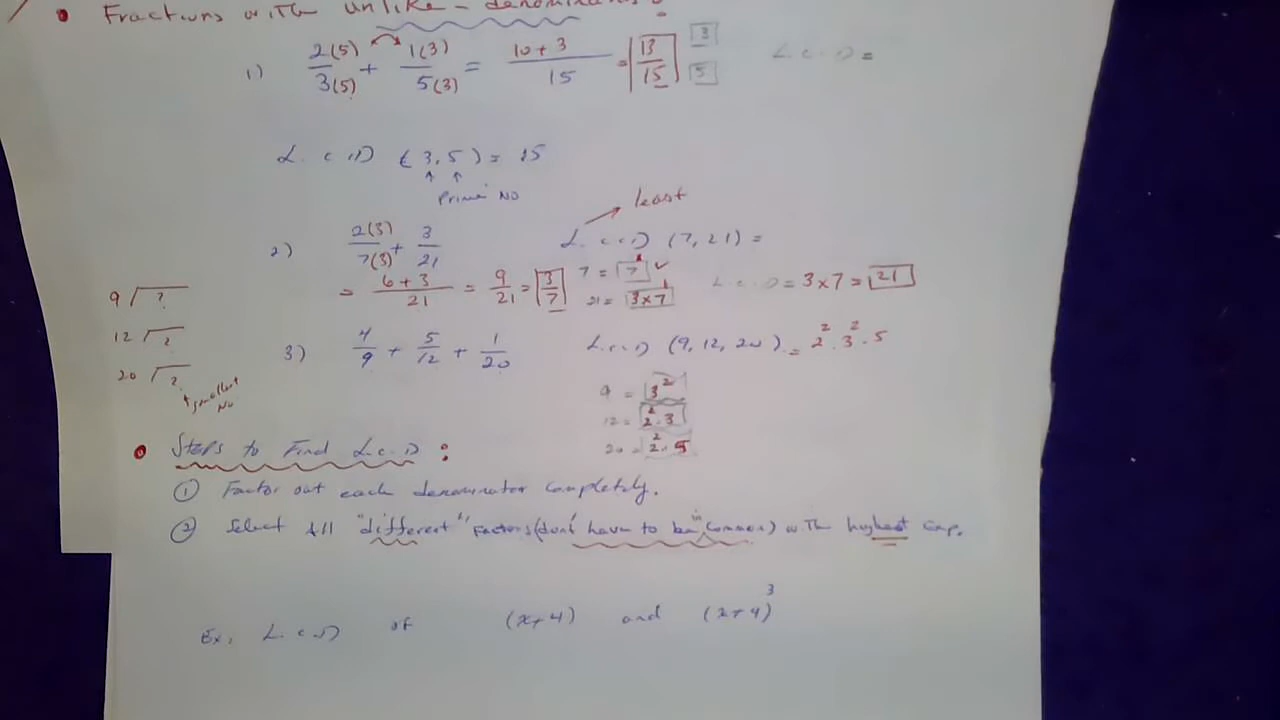 Fractions with unlike - denominators :
1) 2(5)/3(5) + 1(3)/5(3) = 10+3/15 = 13/15 3 5 L.C.D =
L.C.D (3,5) = 15
Prime NO
least
2) 2(3)/7(3) + 3/21 L.C.D (7,21) =
= 6+3/21 = 9/21 = 3/7 7 = 7 ✓ L.C.D = 3×7 = 21
21 = 3×7
9 ?
12 ?
20 ?
smallest NO
3) 4/9 + 5/12 + 1/20 L.C.D (9, 12, 20) = 2² · 3² · 5
9 = 3²
12 = 2² · 3
20 = 2² · 5
Steps to Find L.C.D :
① Factor out each denominator completely.
② Select All "different" Factors (don't have to be "Common) with highest exp.
Ex, L.C.D of (x+4) and (x+4)³